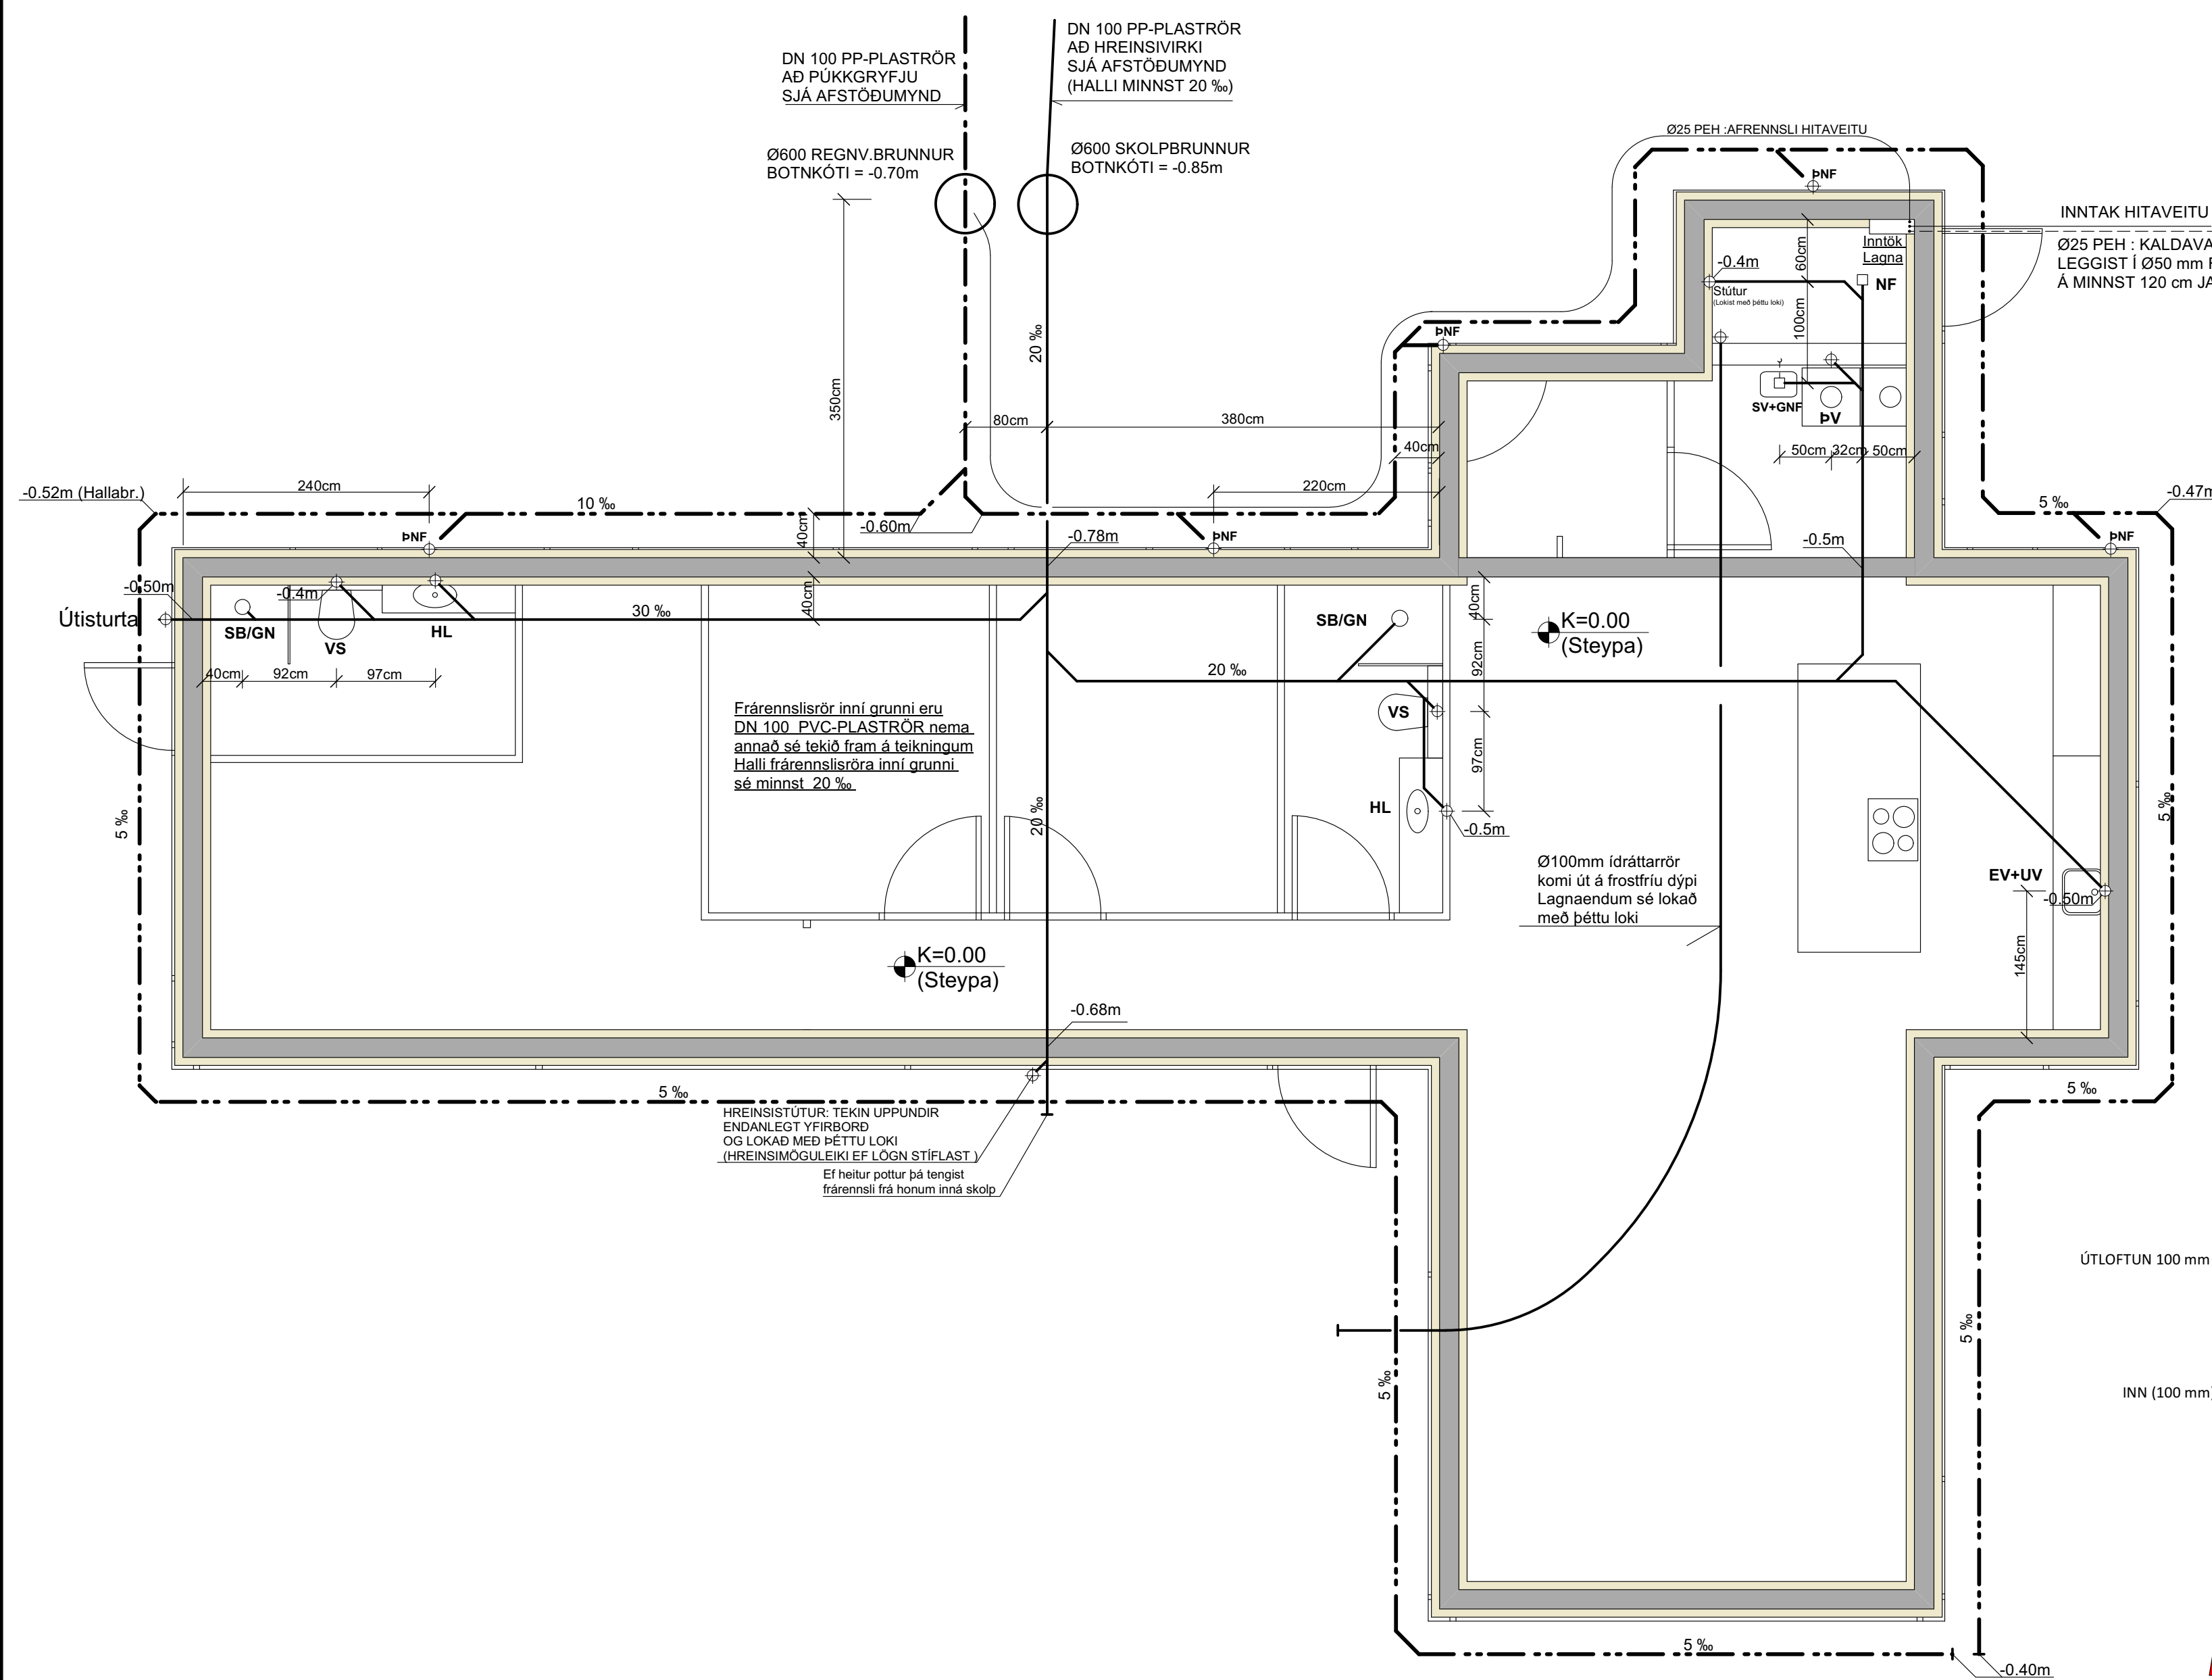 DN 100 PP-PLASTRÖR
AÐ PÚKKGRYFJU
SJÁ AFSTÖÐUMYND
DN 100 PP-PLASTRÖR
AÐ HREINSIVIRKI
SJÁ AFSTÖÐUMYND
(HALLI MINNST 20 ‰)
Ø600 REGNV.BRUNNUR
BOTNKÓTI = -0.70m
Ø600 SKOLPBRUNNUR
BOTNKÓTI = -0.85m
Ø25 PEH :AFRENNSLI HITAVEITU
ÞNF
INNTAK HITAVEITU
Ø25 PEH : KALDAVA
LEGGIST Í Ø50 mm
Á MINNST 120 cm JA
Inntök
Lagna
60cm
-0.4m
NF
Stútur
(Lokist með þéttu loki)
100cm
ÞNF
20 ‰
350cm
SV+GNF
ÞV
80cm
380cm
40cm
50cm
32cm
50cm
-0.52m (Hallabr.)
240cm
10 ‰
220cm
-0.47m
5 ‰
-0.60m
40cm
ÞNF
-0.78m
ÞNF
-0.5m
ÞNF
-0.50m
-0.4m
40cm
40cm
Útisturta
SB/GN
VS
HL
30 ‰
SB/GN
K=0.00
(Steypa)
40cm
92cm
97cm
92cm
20 ‰
Frárennslisrör inní grunni eru
DN 100 PVC-PLASTRÖR nema
annað sé tekið fram á teikningum
Halli frárennslisröra inní grunni
sé minnst 20 ‰
VS
97cm
5 ‰
20 ‰
HL
-0.5m
5 ‰
Ø100mm ídráttarrör
komi út á frostfríu dýpi
Lagnaendum sé lokað
með þéttu loki
EV+UV
-0.50m
145cm
K=0.00
(Steypa)
-0.68m
5 ‰
5 ‰
HREINSISTÚTUR: TEKIN UPPUNDIR
ENDANLEGT YFIRBORÐ
OG LOKAÐ MEÐ ÞÉTTU LOKI
(HREINSIMÖGULEIKI EF LÖGN STÍFLAST )
Ef heitur pottur þá tengist
frárennsli frá honum inná skolp
ÚTLOFTUN 100 mm
5 ‰
5 ‰
INN (100 mm)
5 ‰
-0.40m